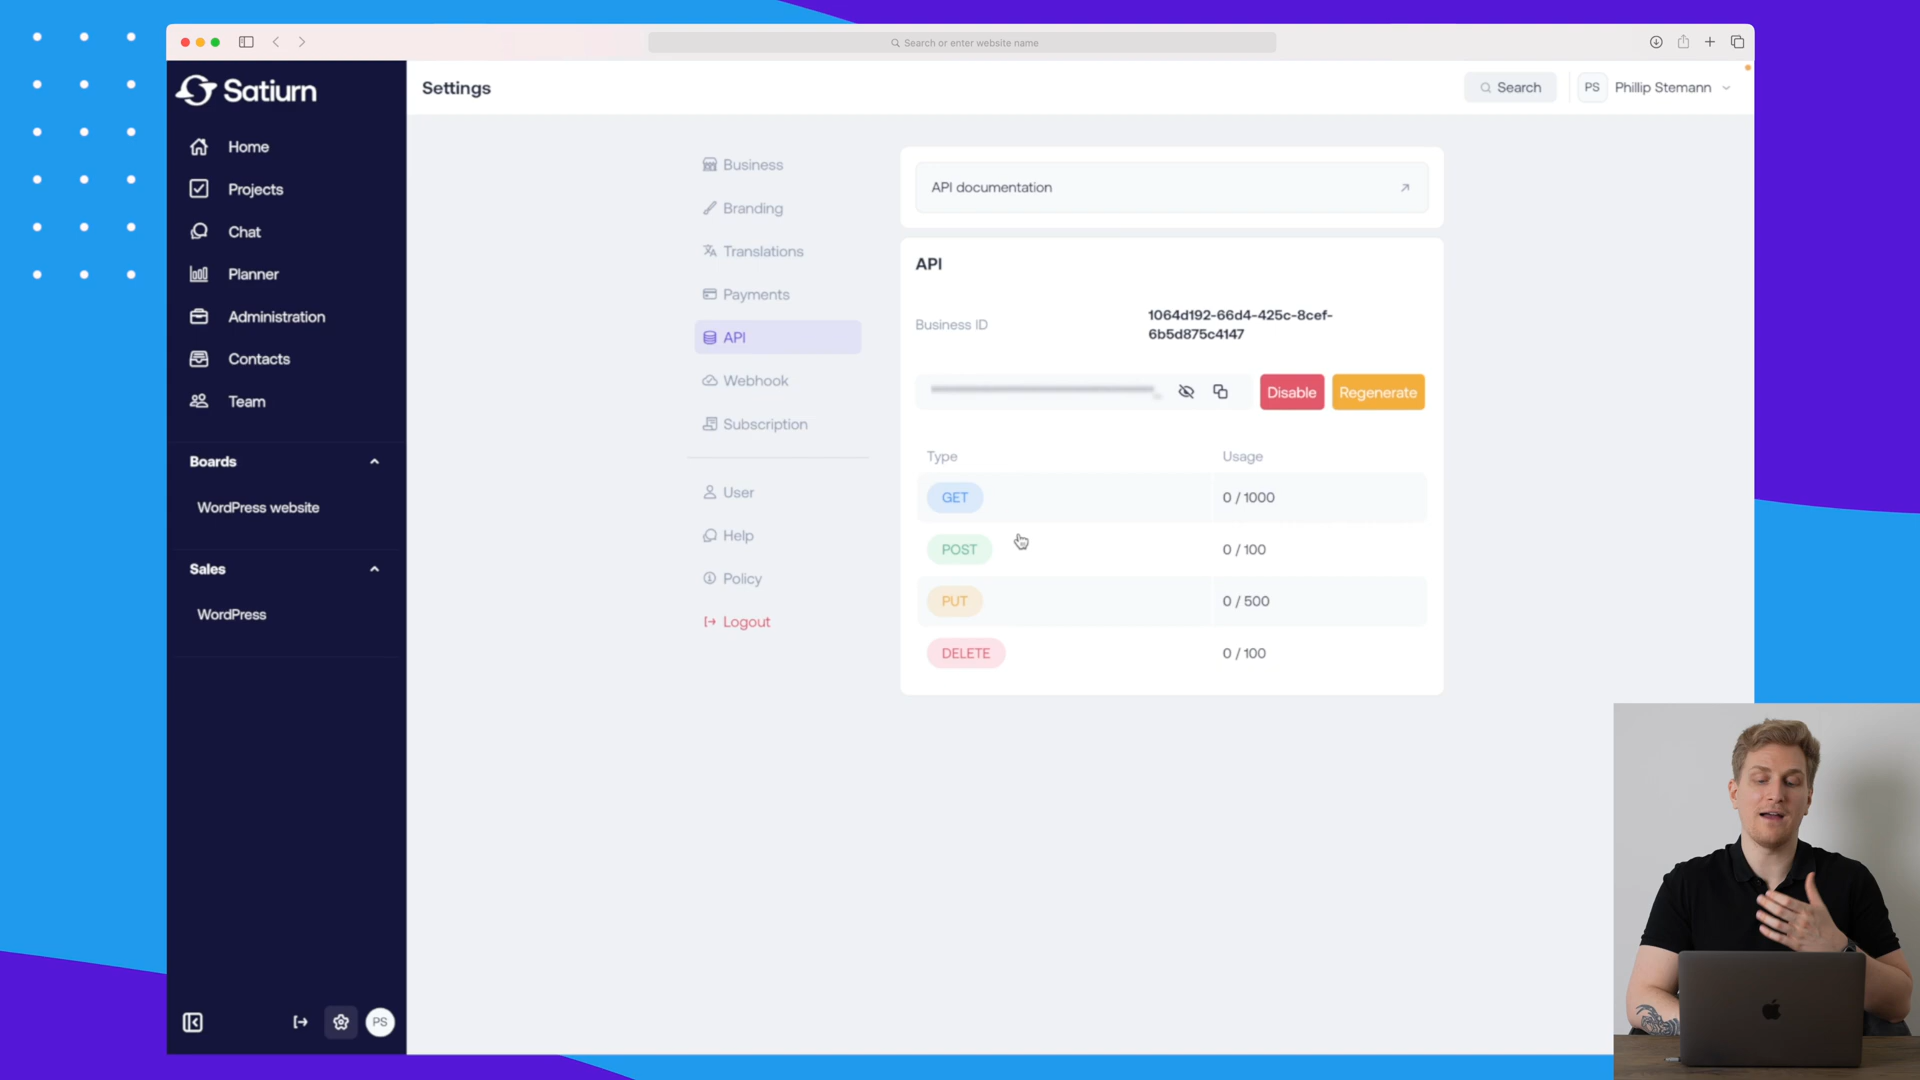 Search or enter website name
Satiurn
Settings
Search
PS
Phillip Stemann
Home
Projects
Chat
Planner
Administration
Contacts
Team
Boards
WordPress website
Sales
WordPress
PS
Business
Branding
Translations
Payments
API
Webhook
Subscription
User
Help
Policy
Logout
API documentation
API
Business ID
1064d192-66d4-425c-8cef-
6b5d875c4147
Disable
Regenerate
Type
Usage
GET
0 / 1000
POST
0 / 100
PUT
0 / 500
DELETE
0 / 100